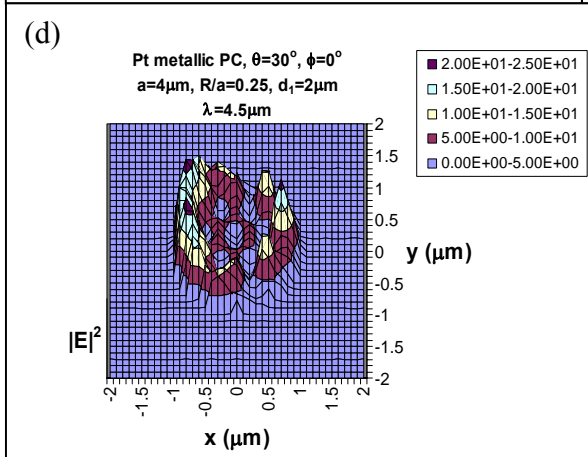 (d)
Pt metallic PC, θ=30°, ϕ=0°
a=4μm, R/a=0.25, d₁=2μm
λ=4.5μm
2.00E+01-2.50E+01
1.50E+01-2.00E+01
1.00E+01-1.50E+01
5.00E+00-1.00E+01
0.00E+00-5.00E+00
2
1.5
1
0.5
0
-0.5
-1
-1.5
-2
y (μm)
|E|²
-2
-1.5
-1
-0.5
0
0.5
1
1.5
2
x (μm)